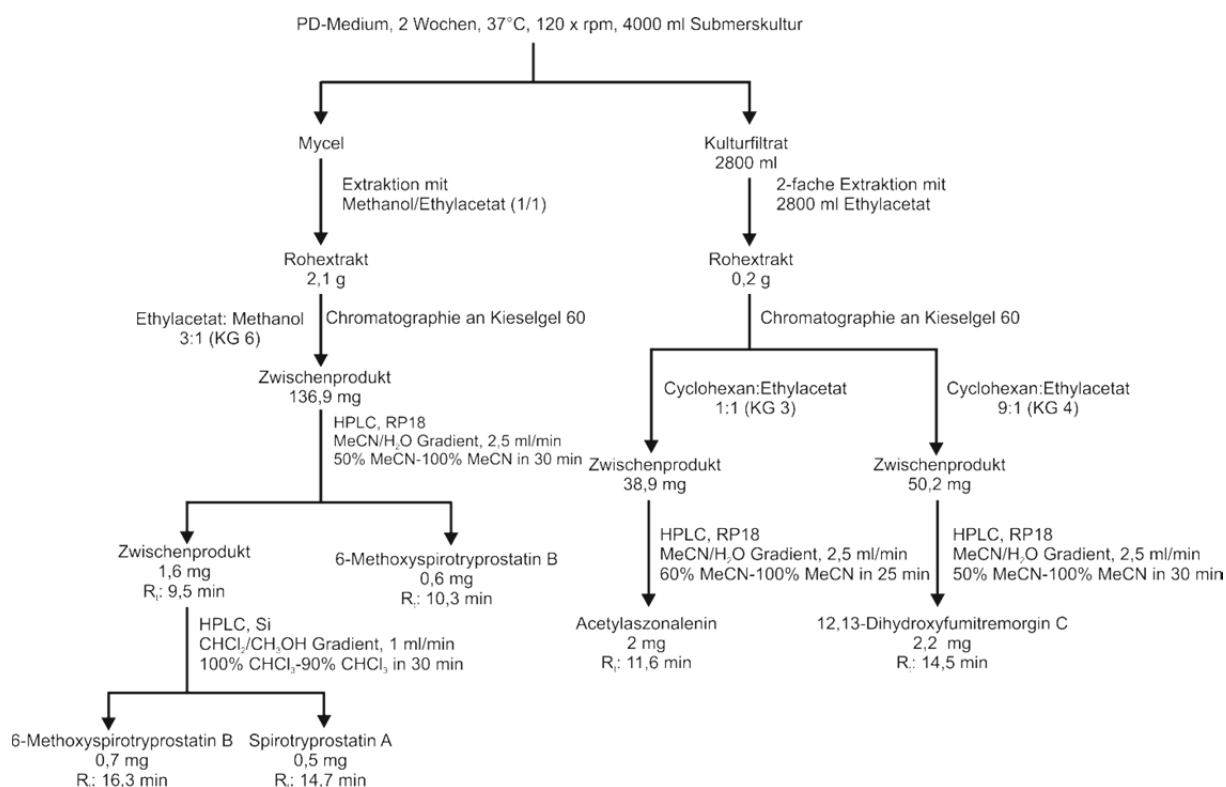 PD-Medium, 2 Wochen, 37°C, 120 x rpm, 4000 ml Submerskultur
Mycel
Extraktion mit
Methanol/Ethylacetat (1/1)
Rohextrakt
2,1 g
Ethylacetat: Methanol
3:1 (KG 6)
Chromatographie an Kieselgel 60
Zwischenprodukt
136,9 mg
HPLC, RP18
MeCN/H₂O Gradient, 2,5 ml/min
50% MeCN-100% MeCN in 30 min
Zwischenprodukt
1,6 mg
Rₜ: 9,5 min
6-Methoxyspirotryprostatin B
0,6 mg
Rₜ: 10,3 min
HPLC, Si
CHCl₂/CH₃OH Gradient, 1 ml/min
100% CHCl₃-90% CHCl₃ in 30 min
6-Methoxyspirotryprostatin B
0,7 mg
Rₜ: 16,3 min
Spirotryprostatin A
0,5 mg
Rₜ: 14,7 min
Kulturfiltrat
2800 ml
2-fache Extraktion mit
2800 ml Ethylacetat
Rohextrakt
0,2 g
Chromatographie an Kieselgel 60
Cyclohexan:Ethylacetat
1:1 (KG 3)
Zwischenprodukt
38,9 mg
HPLC, RP18
MeCN/H₂O Gradient, 2,5 ml/min
60% MeCN-100% MeCN in 25 min
Acetylaszonalenin
2 mg
Rₜ: 11,6 min
Cyclohexan:Ethylacetat
9:1 (KG 4)
Zwischenprodukt
50,2 mg
HPLC, RP18
MeCN/H₂O Gradient, 2,5 ml/min
50% MeCN-100% MeCN in 30 min
12,13-Dihydroxyfumitremorgin C
2,2 mg
Rₜ: 14,5 min